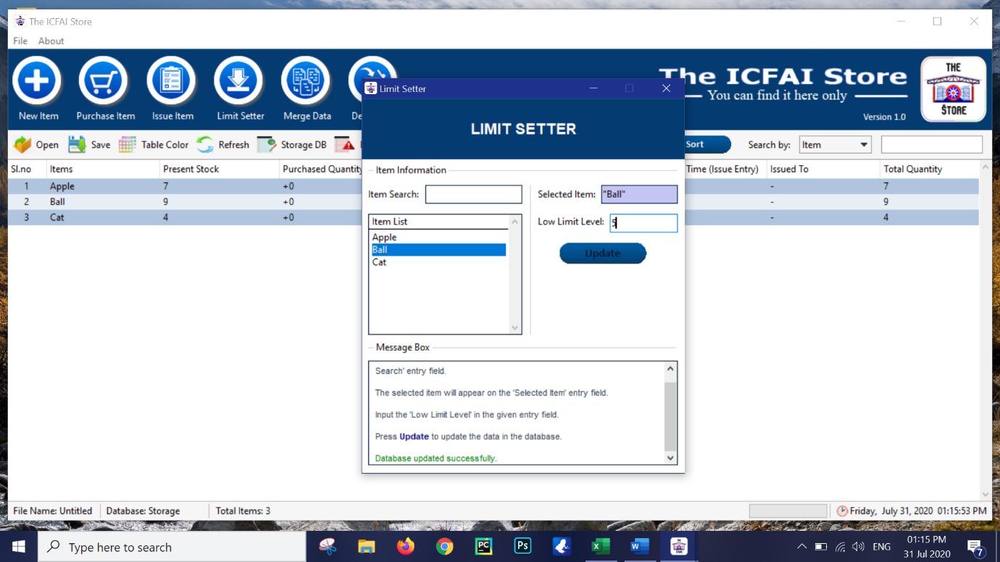 The ICFAI Store
File About
New Item Purchase Item Issue Item Limit Setter Merge Data
The ICFAI Store
You can find it here only
Version 1.0
THE
STORE
Open Save Table Color Refresh Storage DB Sort Search by: Item
Sl.no Items Present Stock Purchased Quantity Time (Issue Entry) Issued To Total Quantity
1 Apple 7 +0 - 7
2 Ball 9 +0 - 9
3 Cat 4 +0 - 4
Limit Setter
LIMIT SETTER
Item Information
Item Search: Selected Item: "Ball"
Item List Low Limit Level: 5
Apple
Ball
Cat
Update
Message Box
Search' entry field.
The selected item will appear on the 'Selected Item' entry field.
Input the 'Low Limit Level' in the given entry field.
Press Update to update the data in the database.
Database updated successfully.
File Name: Untitled Database: Storage Total Items: 3 Friday, July 31, 2020 01:15:53 PM
Type here to search PC Ps ENG 01:15 PM
31 Jul 2020 7